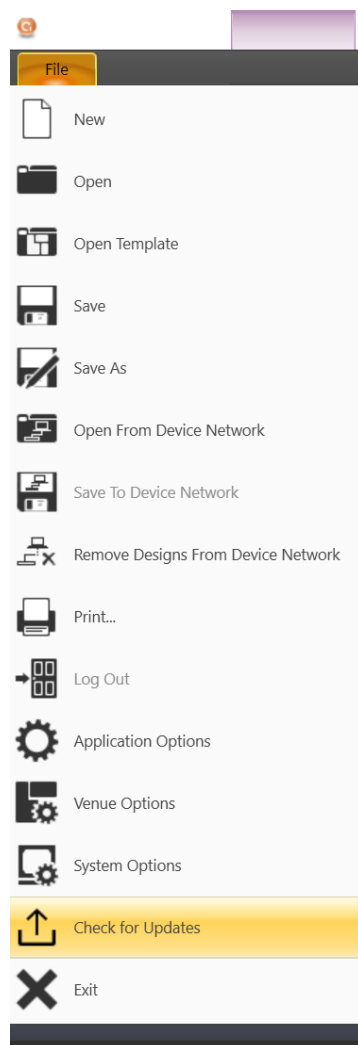 File
New
Open
Open Template
Save
Save As
Open From Device Network
Save To Device Network
Remove Designs From Device Network
Print...
Log Out
Application Options
Venue Options
System Options
Check for Updates
Exit